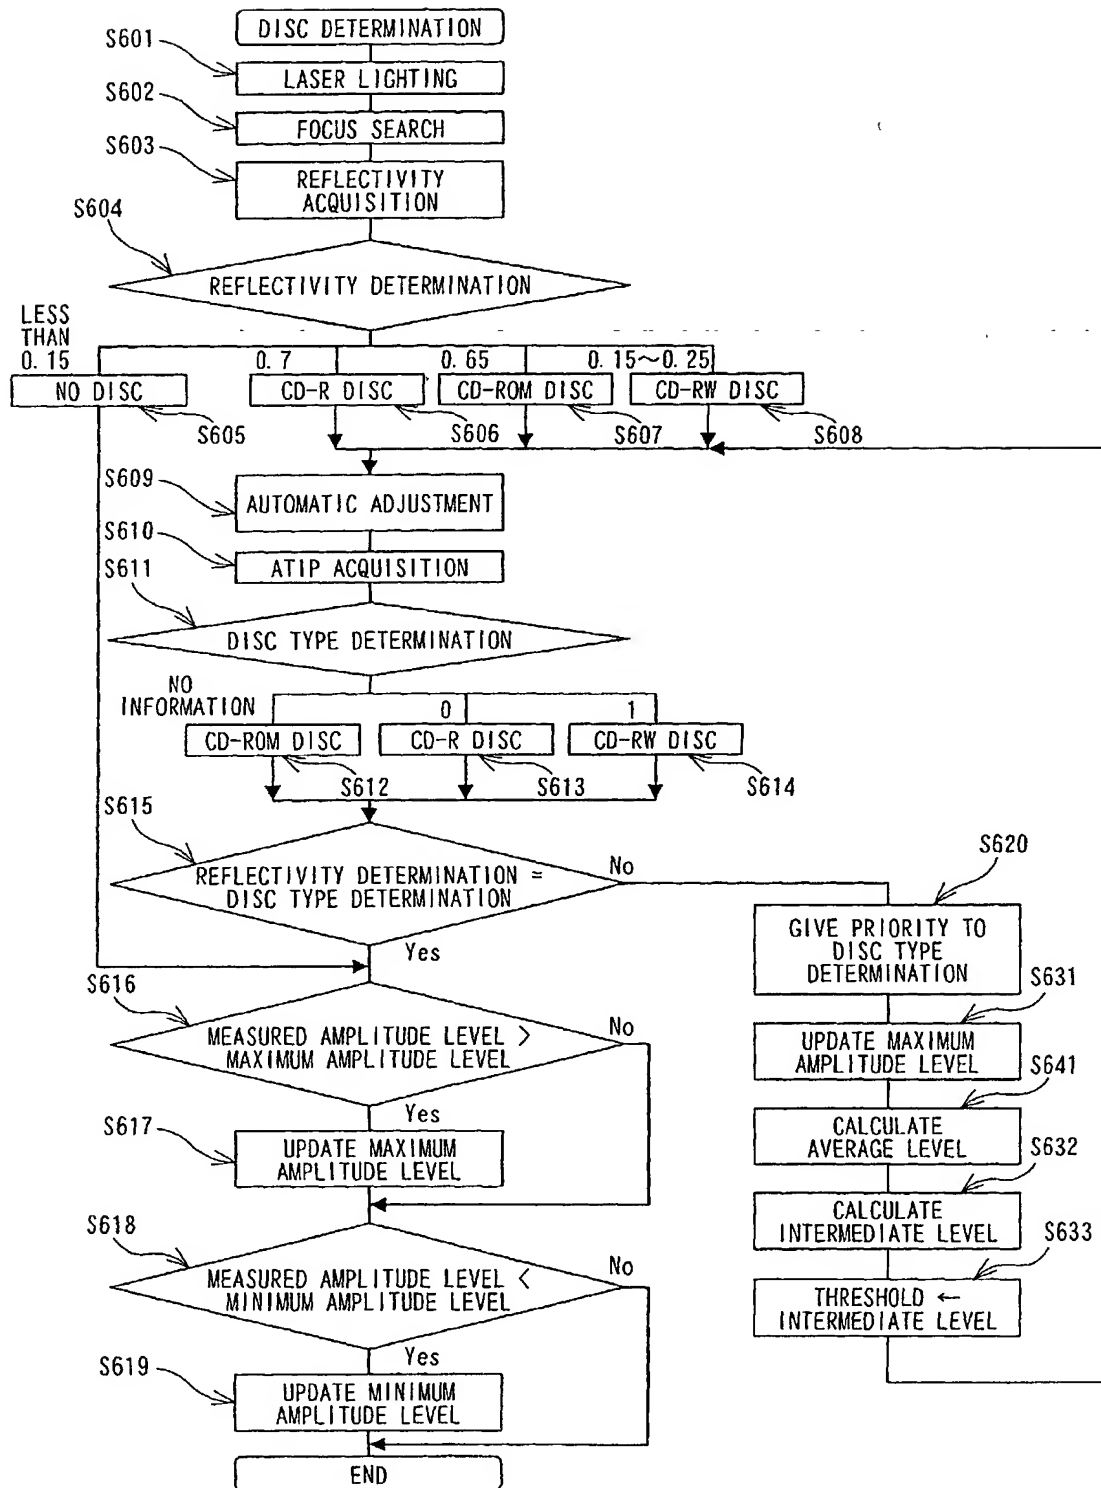 DISC DETERMINATION
S601
LASER LIGHTING
S602
FOCUS SEARCH
S603
REFLECTIVITY
ACQUISITION
S604
REFLECTIVITY DETERMINATION
LESS
THAN
0.15
0.7
0.65
0.15~0.25
NO DISC
CD-R DISC
CD-ROM DISC
CD-RW DISC
S605
S606
S607
S608
S609
AUTOMATIC ADJUSTMENT
S610
ATIP ACQUISITION
S611
DISC TYPE DETERMINATION
NO
INFORMATION
0
1
CD-ROM DISC
CD-R DISC
CD-RW DISC
S612
S613
S614
S615
REFLECTIVITY DETERMINATION =
DISC TYPE DETERMINATION
No
Yes
S616
MEASURED AMPLITUDE LEVEL >
MAXIMUM AMPLITUDE LEVEL
No
Yes
S617
UPDATE MAXIMUM
AMPLITUDE LEVEL
S618
MEASURED AMPLITUDE LEVEL <
MINIMUM AMPLITUDE LEVEL
No
Yes
S619
UPDATE MINIMUM
AMPLITUDE LEVEL
END
S620
GIVE PRIORITY TO
DISC TYPE
DETERMINATION
S631
UPDATE MAXIMUM
AMPLITUDE LEVEL
S641
CALCULATE
AVERAGE LEVEL
S632
CALCULATE
INTERMEDIATE LEVEL
S633
THRESHOLD ←
INTERMEDIATE LEVEL